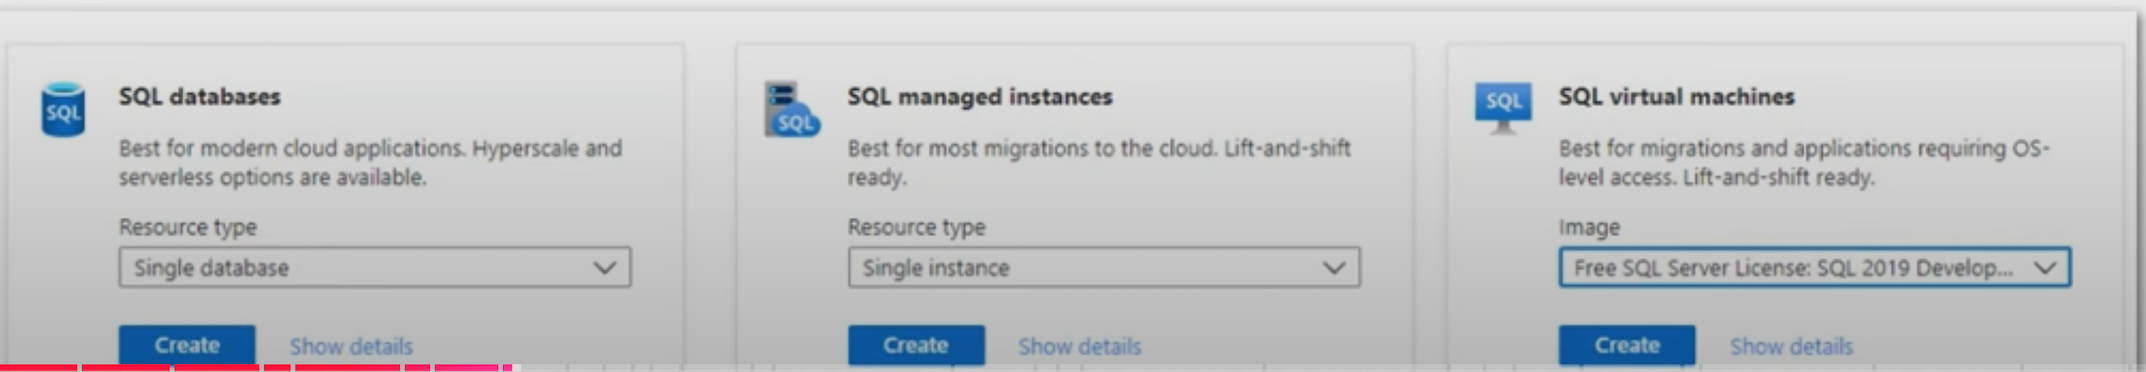 SQL
SQL databases
Best for modern cloud applications. Hyperscale and
serverless options are available.
Resource type
Single database
Create
Show details
SQL
SQL managed instances
Best for most migrations to the cloud. Lift-and-shift
ready.
Resource type
Single instance
Create
Show details
SQL
SQL virtual machines
Best for migrations and applications requiring OS-
level access. Lift-and-shift ready.
Image
Free SQL Server License: SQL 2019 Develop...
Create
Show details